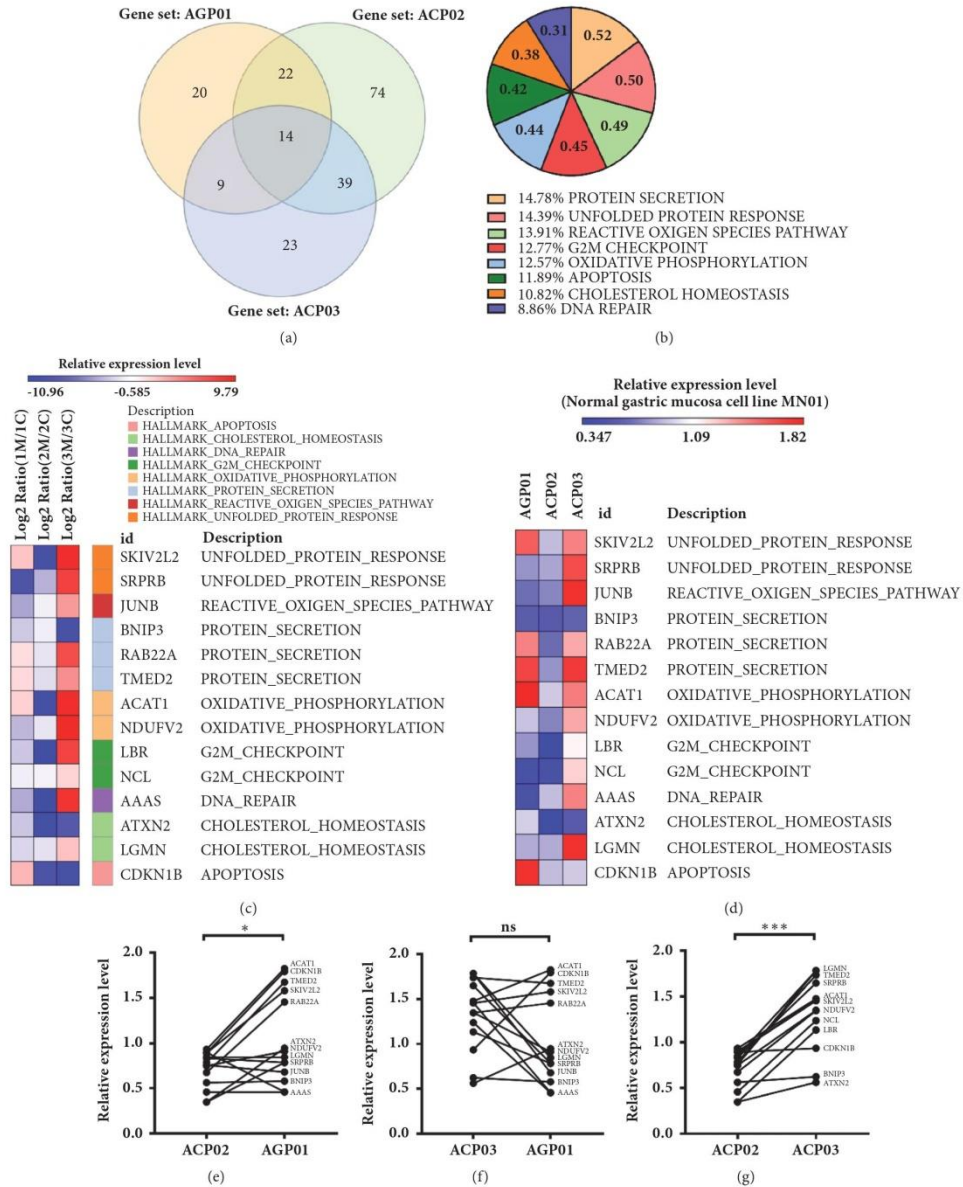 Gene set: AGP01
Gene set: ACP02
20
22
74
14
9
39
23
Gene set: ACP03
(a)
0.31
0.52
0.38
0.50
0.42
0.49
0.44
0.45
14.78% PROTEIN SECRETION
14.39% UNFOLDED PROTEIN RESPONSE
13.91% REACTIVE OXIGEN SPECIES PATHWAY
12.77% G2M CHECKPOINT
12.57% OXIDATIVE PHOSPHORYLATION
11.89% APOPTOSIS
10.82% CHOLESTEROL HOMEOSTASIS
8.86% DNA REPAIR
(b)
Relative expression level
-10.96 -0.585 9.79
Log2 Ratio(1M/1C)
Log2 Ratio(2M/2C)
Log2 Ratio(3M/3C)
Description
HALLMARK_APOPTOSIS
HALLMARK_CHOLESTEROL_HOMEOSTASIS
HALLMARK_DNA_REPAIR
HALLMARK_G2M_CHECKPOINT
HALLMARK_OXIDATIVE_PHOSPHORYLATION
HALLMARK_PROTEIN_SECRETION
HALLMARK_REACTIVE_OXIGEN_SPECIES_PATHWAY
HALLMARK_UNFOLDED_PROTEIN_RESPONSE
id Description
SKIV2L2 UNFOLDED_PROTEIN_RESPONSE
SRPRB UNFOLDED_PROTEIN_RESPONSE
JUNB REACTIVE_OXIGEN_SPECIES_PATHWAY
BNIP3 PROTEIN_SECRETION
RAB22A PROTEIN_SECRETION
TMED2 PROTEIN_SECRETION
ACAT1 OXIDATIVE_PHOSPHORYLATION
NDUFV2 OXIDATIVE_PHOSPHORYLATION
LBR G2M_CHECKPOINT
NCL G2M_CHECKPOINT
AAAS DNA_REPAIR
ATXN2 CHOLESTEROL_HOMEOSTASIS
LGMN CHOLESTEROL_HOMEOSTASIS
CDKN1B APOPTOSIS
(c)
Relative expression level
(Normal gastric mucosa cell line MN01)
0.347 1.09 1.82
AGP01
ACP02
ACP03
id Description
SKIV2L2 UNFOLDED_PROTEIN_RESPONSE
SRPRB UNFOLDED_PROTEIN_RESPONSE
JUNB REACTIVE_OXIGEN_SPECIES_PATHWAY
BNIP3 PROTEIN_SECRETION
RAB22A PROTEIN_SECRETION
TMED2 PROTEIN_SECRETION
ACAT1 OXIDATIVE_PHOSPHORYLATION
NDUFV2 OXIDATIVE_PHOSPHORYLATION
LBR G2M_CHECKPOINT
NCL G2M_CHECKPOINT
AAAS DNA_REPAIR
ATXN2 CHOLESTEROL_HOMEOSTASIS
LGMN CHOLESTEROL_HOMEOSTASIS
CDKN1B APOPTOSIS
(d)
*
Relative expression level
2.0
1.5
1.0
0.5
0.0
ACAT1
CDKN1B
TMED2
SKIV2L2
RAB22A
ATXN2
NDUFV2
LGMN
SRPRB
JUNB
BNIP3
AAAS
ACP02 AGP01
(e)
ns
Relative expression level
2.0
1.5
1.0
0.5
0.0
ACAT1
CDKN1B
TMED2
SKIV2L2
RAB22A
ATXN2
NDUFV2
LGMN
SRPRB
JUNB
BNIP3
AAAS
ACP03 AGP01
(f)
***
Relative expression level
2.0
1.5
1.0
0.5
0.0
LGMN
TMED2
SRPRB
ACAT1
SKIV2L2
NDUFV2
NCL
LBR
CDKN1B
BNIP3
ATXN2
ACP02 ACP03
(g)